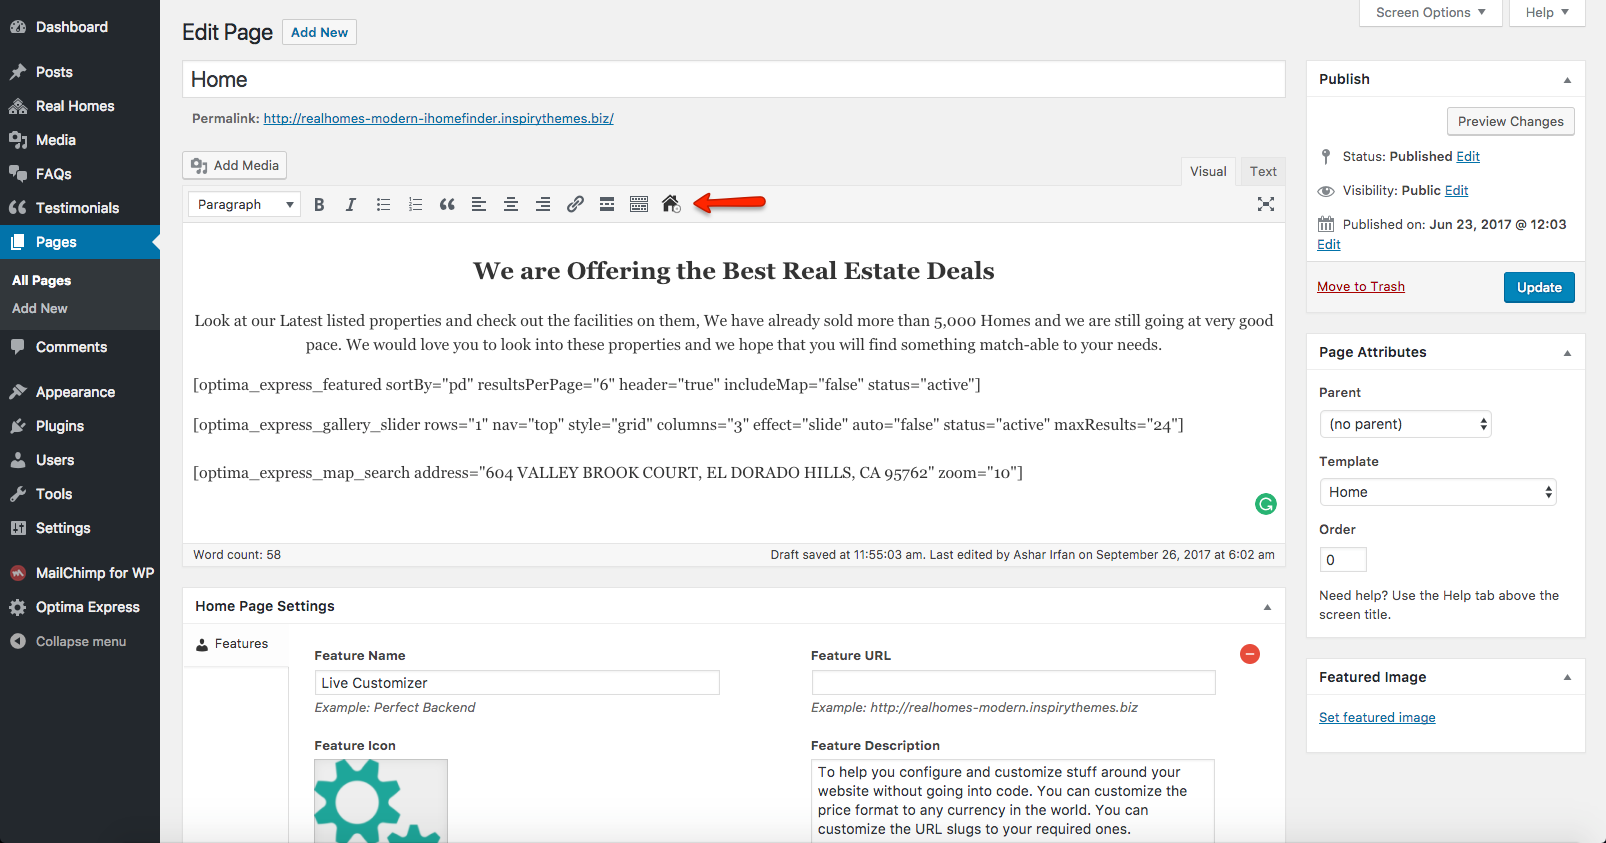 Dashboard
Posts
Real Homes
Media
FAQs
Testimonials
Pages
All Pages
Add New
Comments
Appearance
Plugins
Users
Tools
Settings
MailChimp for WP
Optima Express
Collapse menu
Screen Options
Help
Edit Page
Add New
Home
Permalink: http://realhomes-modern-ihomefinder.inspirythemes.biz/
Add Media
Visual
Text
Paragraph
B
I
We are Offering the Best Real Estate Deals
Look at our Latest listed properties and check out the facilities on them, We have already sold more than 5,000 Homes and we are still going at very good
pace. We would love you to look into these properties and we hope that you will find something match-able to your needs.
[optima_express_featured sortBy="pd" resultsPerPage="6" header="true" includeMap="false" status="active"]
[optima_express_gallery_slider rows="1" nav="top" style="grid" columns="3" effect="slide" auto="false" status="active" maxResults="24"]
[optima_express_map_search address="604 VALLEY BROOK COURT, EL DORADO HILLS, CA 95762" zoom="10"]
Word count: 58
Draft saved at 11:55:03 am. Last edited by Ashar Irfan on September 26, 2017 at 6:02 am
Home Page Settings
Features
Feature Name
Live Customizer
Example: Perfect Backend
Feature URL
Example: http://realhomes-modern.inspirythemes.biz
Feature Icon
Feature Description
To help you configure and customize stuff around your
website without going into code. You can customize the
price format to any currency in the world. You can
customize the URL slugs to your required ones.
Publish
Preview Changes
Status: Published Edit
Visibility: Public Edit
Published on: Jun 23, 2017 @ 12:03
Edit
Move to Trash
Update
Page Attributes
Parent
(no parent)
Template
Home
Order
0
Need help? Use the Help tab above the
screen title.
Featured Image
Set featured image